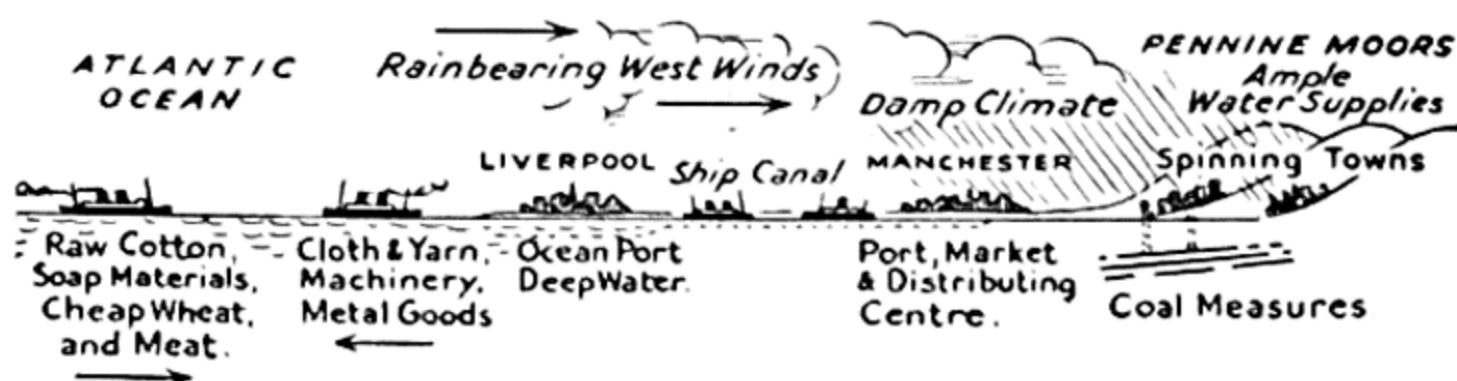 ATLANTIC
OCEAN
Rainbearing West Winds
Damp Climate
PENNINE MOORS
Ample
Water Supplies
LIVERPOOL
Ship Canal
MANCHESTER
Spinning Towns
Raw Cotton,
Soap Materials,
Cheap Wheat,
and Meat.
Cloth & Yarn,
Machinery,
Metal Goods
Ocean Port
Deep Water.
Port, Market
& Distributing
Centre.
Coal Measures